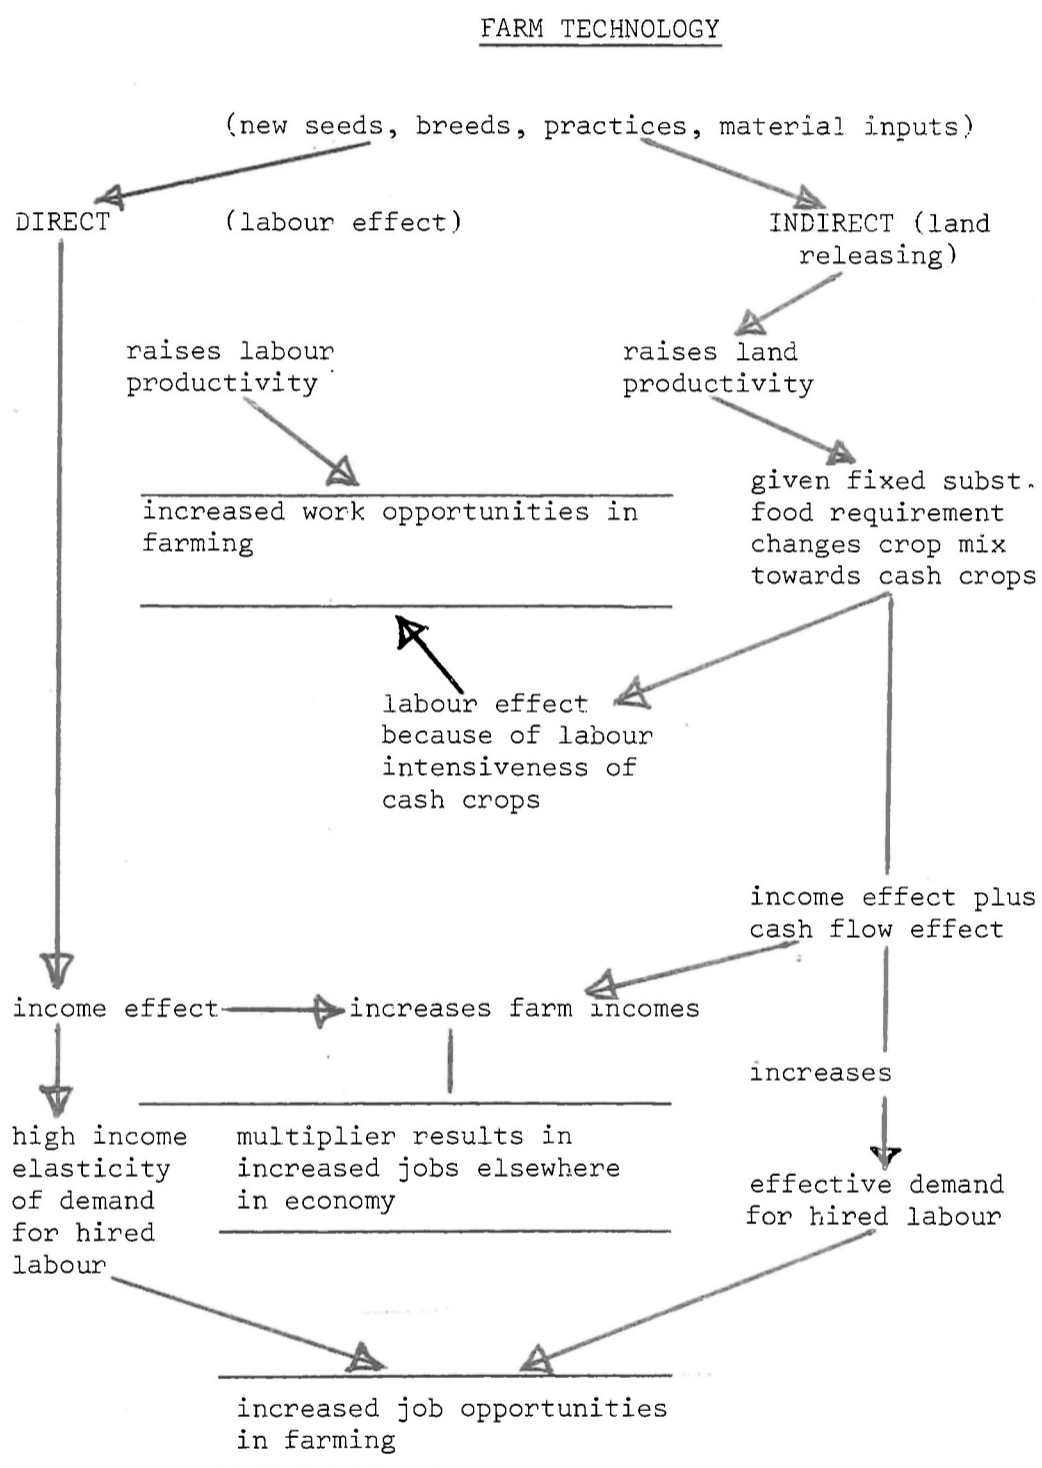 FARM TECHNOLOGY
(new seeds, breeds, practices, material inputs)
DIRECT (labour effect)
INDIRECT (land
releasing)
raises labour
productivity
raises land
productivity
given fixed subst.
food requirement
changes crop mix
towards cash crops
increased work opportunities in
farming
labour effect
because of labour
intensiveness of
cash crops
income effect plus
cash flow effect
income effect
increases farm incomes
increases
high income
elasticity
of demand
for hired
labour
multiplier results in
increased jobs elsewhere
in economy
effective demand
for hired labour
increased job opportunities
in farming